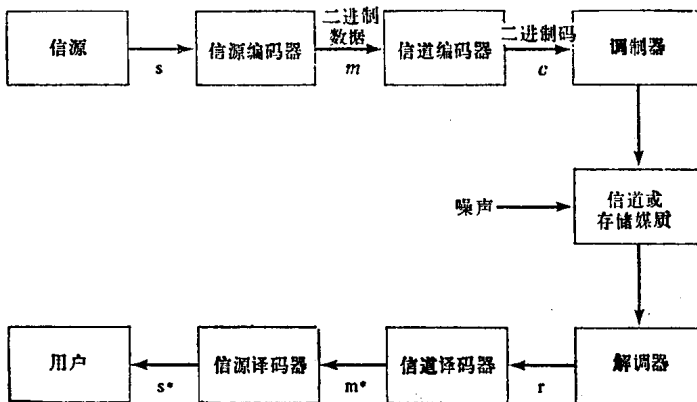 信源
s
信源编码器
二进制
数据
m
信道编码器
二进制码
c
调制器
噪声
信道或
存储媒质
用户
s*
信源译码器
m*
信道译码器
r
解调器